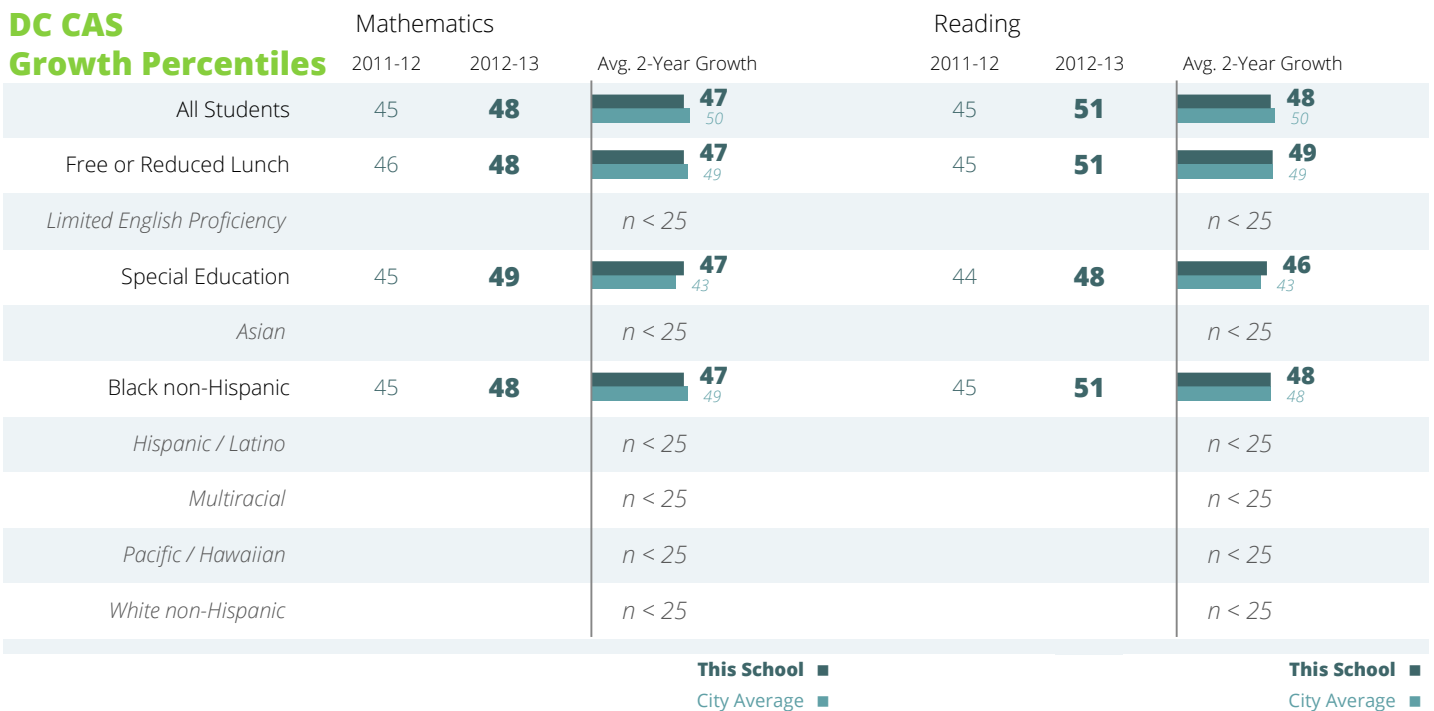 DC CAS
Growth Percentiles
Mathematics
Reading
2011-12 2012-13 Avg. 2-Year Growth 2011-12 2012-13 Avg. 2-Year Growth
All Students 45 48 47 50 45 51 48 50
Free or Reduced Lunch 46 48 47 49 45 51 49 49
Limited English Proficiency n < 25 n < 25
Special Education 45 49 47 43 44 48 46 43
Asian n < 25 n < 25
Black non-Hispanic 45 48 47 49 45 51 48 48
Hispanic / Latino n < 25 n < 25
Multiracial n < 25 n < 25
Pacific / Hawaiian n < 25 n < 25
White non-Hispanic n < 25 n < 25
This School This School
City Average City Average